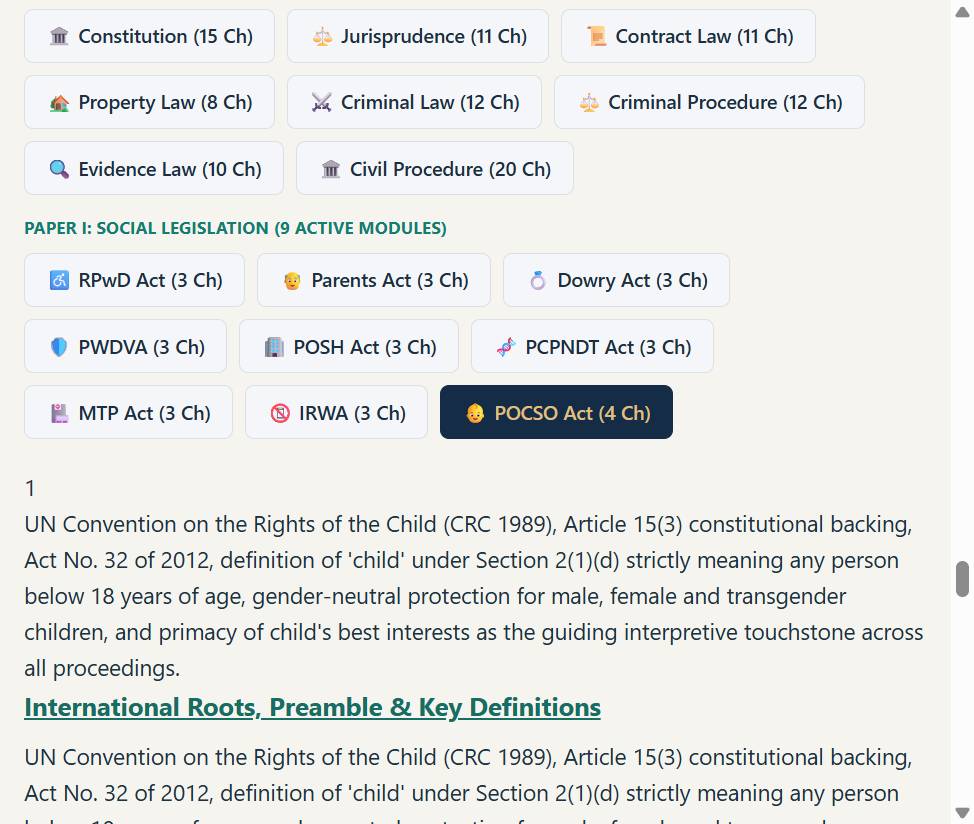 Constitution (15 Ch)
Jurisprudence (11 Ch)
Contract Law (11 Ch)
Property Law (8 Ch)
Criminal Law (12 Ch)
Criminal Procedure (12 Ch)
Evidence Law (10 Ch)
Civil Procedure (20 Ch)
PAPER I: SOCIAL LEGISLATION (9 ACTIVE MODULES)
RPwD Act (3 Ch)
Parents Act (3 Ch)
Dowry Act (3 Ch)
PWDVA (3 Ch)
POSH Act (3 Ch)
PCPNDT Act (3 Ch)
MTP Act (3 Ch)
IRWA (3 Ch)
POCSO Act (4 Ch)
1
UN Convention on the Rights of the Child (CRC 1989), Article 15(3) constitutional backing,
Act No. 32 of 2012, definition of 'child' under Section 2(1)(d) strictly meaning any person
below 18 years of age, gender-neutral protection for male, female and transgender
children, and primacy of child's best interests as the guiding interpretive touchstone across
all proceedings.
International Roots, Preamble & Key Definitions
UN Convention on the Rights of the Child (CRC 1989), Article 15(3) constitutional backing,
Act No. 32 of 2012, definition of 'child' under Section 2(1)(d) strictly meaning any person